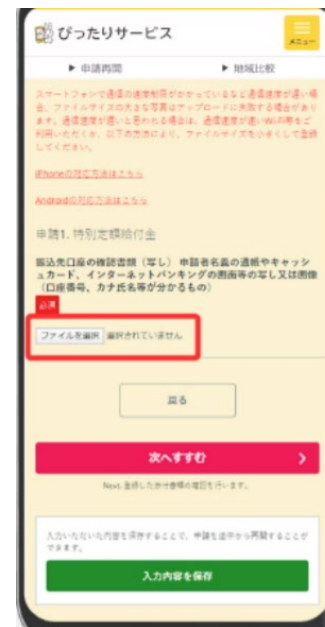 ぴったりサービス
メニュー
▶ 申請再開
▶ 地域比較
スマートフォンで通信の速度制限がかかっているなど通信速度が遅い場
合、ファイルサイズの大きな写真はアップロードに失敗する場合があり
ます。通信速度が遅いと思われる場合は、通信速度が速いWi-Fi等をご
利用いただくか、以下の方法により、ファイルサイズを小さくして登録
してください。
iPhoneの対応方法はこちら
Androidの対応方法はこちら
申請1. 特別定額給付金
振込先口座の確認書類（写し） 申請者名義の通帳やキャッシ
ュカード、インターネットバンキングの画面等の写し又は画像
（口座番号、カナ氏名等が分かるもの）
必須
ファイルを選択 選択されていません
戻る
次へすすむ
Next. 登録した添付書類の確認を行います。
入力いただいた内容を保存することで、申請を途中から再開することが
できます。
入力内容を保存